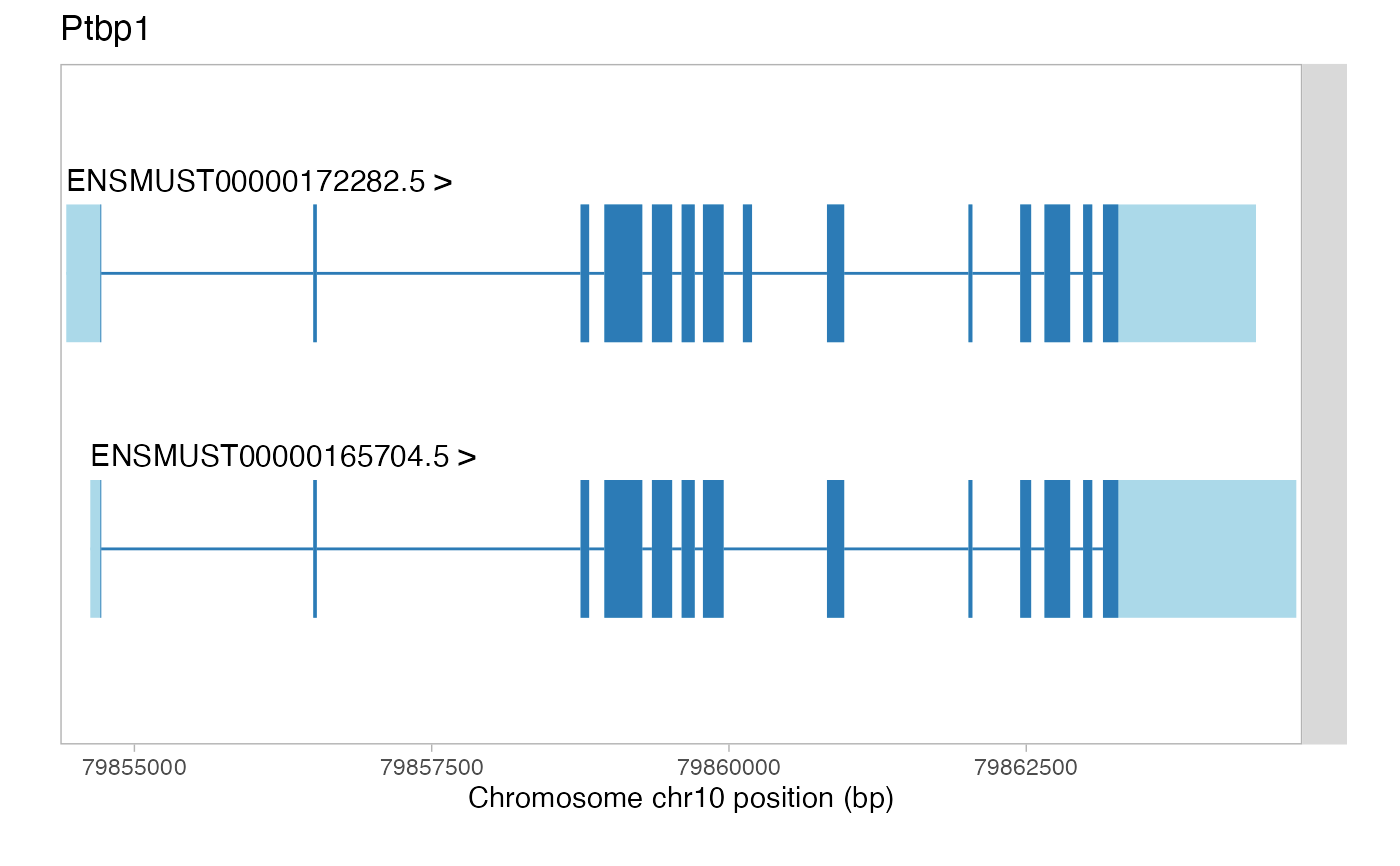 Ptbp1
ENSMUST00000172282.5 >
ENSMUST00000165704.5 >
79855000 79857500 79860000 79862500
Chromosome chr10 position (bp)